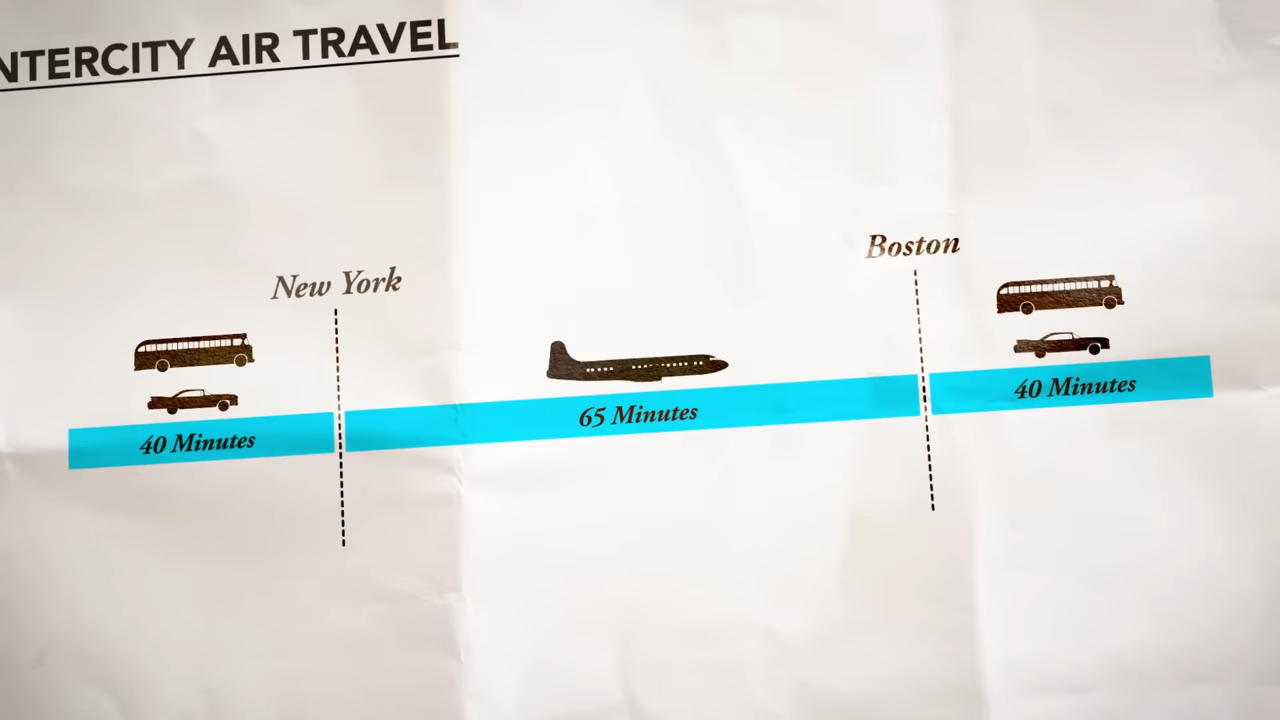 NTERCITY AIR TRAVEL
New York
Boston
40 Minutes
65 Minutes
40 Minutes